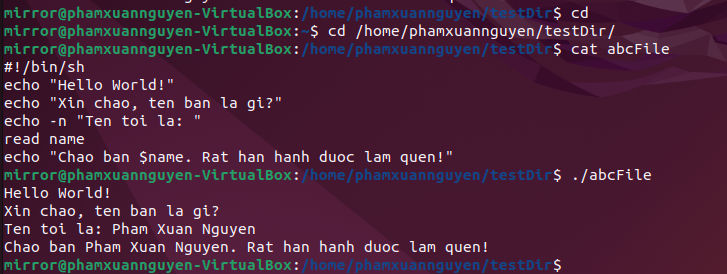 mirror@phamxuannguyen-VirtualBox:/home/phamxuannguyen/testDir$ cd
mirror@phamxuannguyen-VirtualBox:~$ cd /home/phamxuannguyen/testDir/
mirror@phamxuannguyen-VirtualBox:/home/phamxuannguyen/testDir$ cat abcFile
#!/bin/sh
echo "Hello World!"
echo "Xin chao, ten ban la gi?"
echo -n "Ten toi la: "
read name
echo "Chao ban $name. Rat han hanh duoc lam quen!"
mirror@phamxuannguyen-VirtualBox:/home/phamxuannguyen/testDir$ ./abcFile
Hello World!
Xin chao, ten ban la gi?
Ten toi la: Pham Xuan Nguyen
Chao ban Pham Xuan Nguyen. Rat han hanh duoc lam quen!
mirror@phamxuannguyen-VirtualBox:/home/phamxuannguyen/testDir$